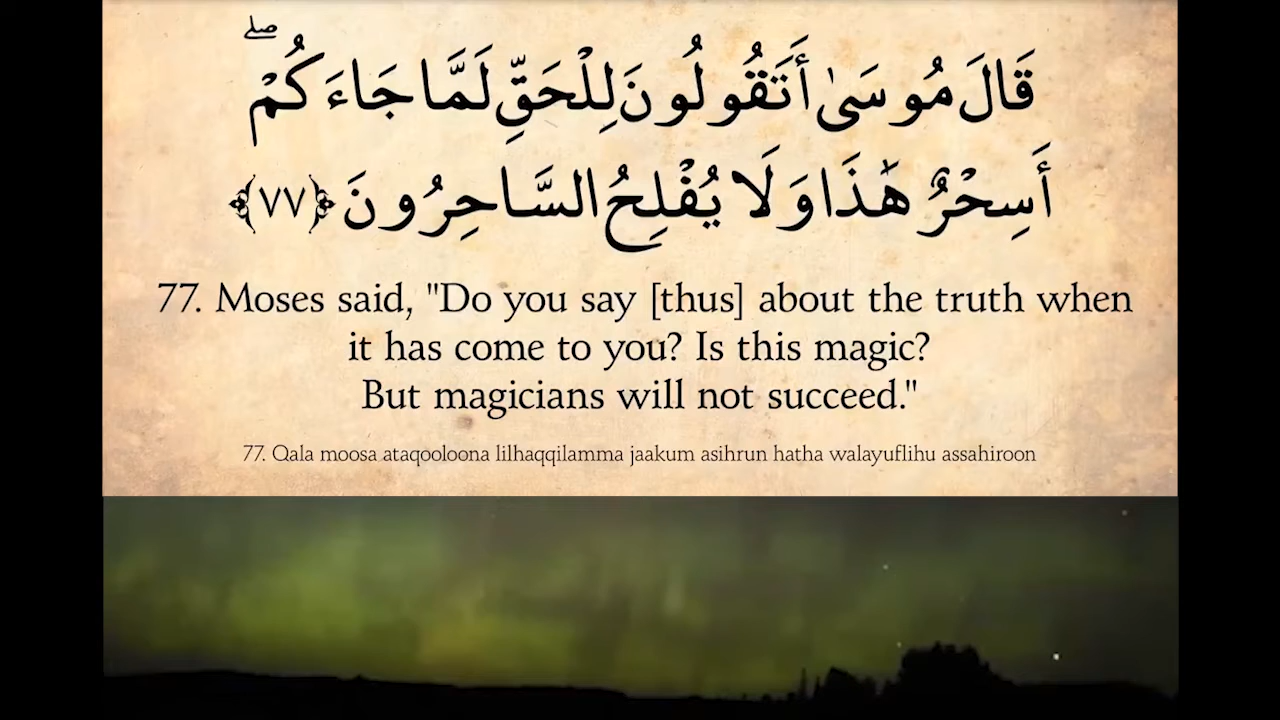 قَالَ مُوسَىٰ أَتَقُولُونَ لِلْحَقِّ لَمَّا جَاءَكُمْ ۖ
أَسِحْرٌ هَٰذَا وَلَا يُفْلِحُ السَّاحِرُونَ ﴿٧٧﴾
77. Moses said, "Do you say [thus] about the truth when
it has come to you? Is this magic?
But magicians will not succeed."
77. Qala moosa ataqooloona lilhaqqilamma jaakum asihrun hatha walayuflihu assahiroon